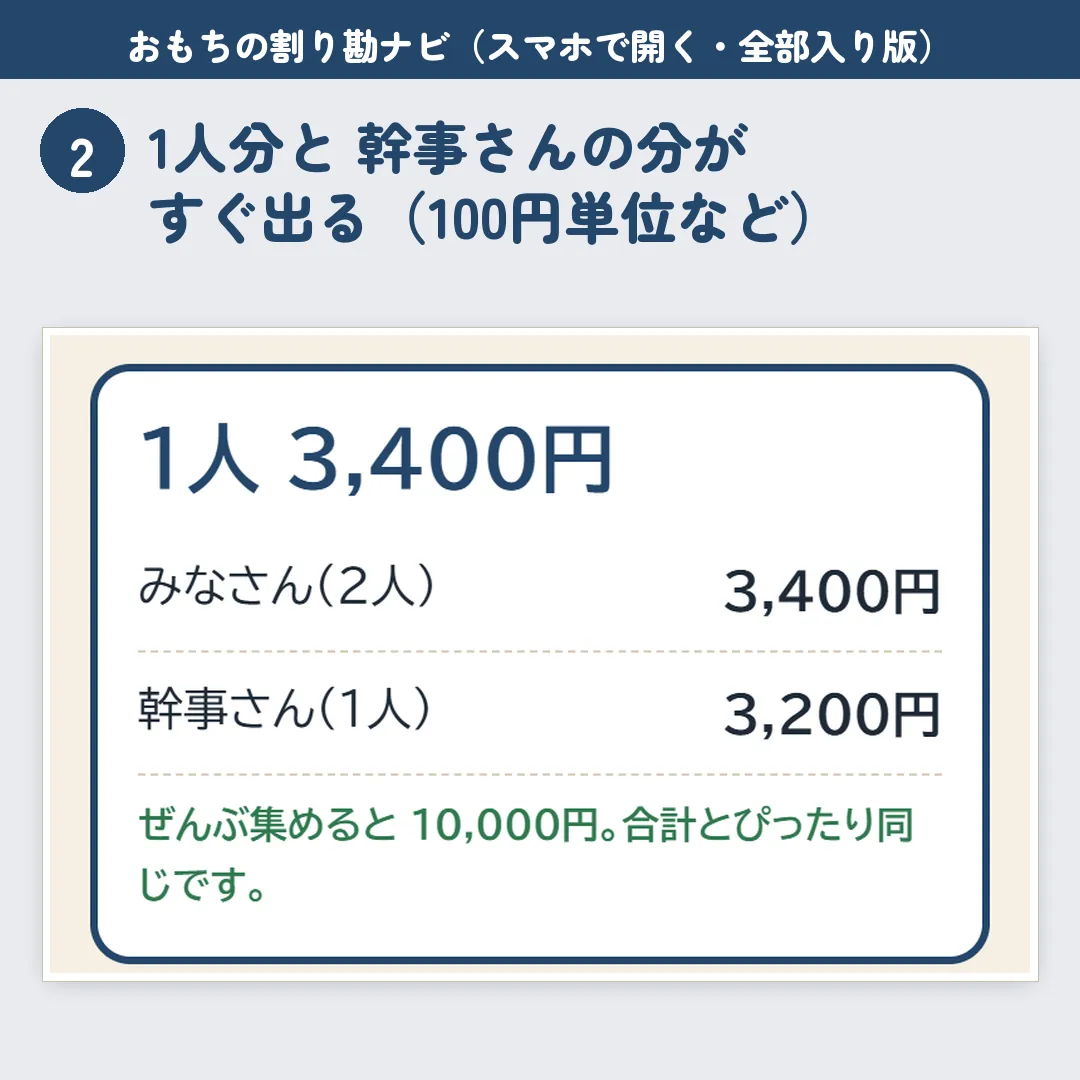 おもちの割り勘ナビ（スマホで開く・全部入り版）
2
1人分と 幹事さんの分が
すぐ出る（100円単位など）
1人 3,400円
みなさん(2人) 3,400円
幹事さん(1人) 3,200円
ぜんぶ集めると 10,000円。合計とぴったり同
じです。